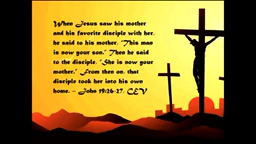 When Jesus saw his mother
and his favorite disciple with her,
he said to his mother, "This man
is now your son." Then he said
to the disciple, "She is now your
mother." From then on, that
disciple took her into his own
home. – John 19:26-27, CEV